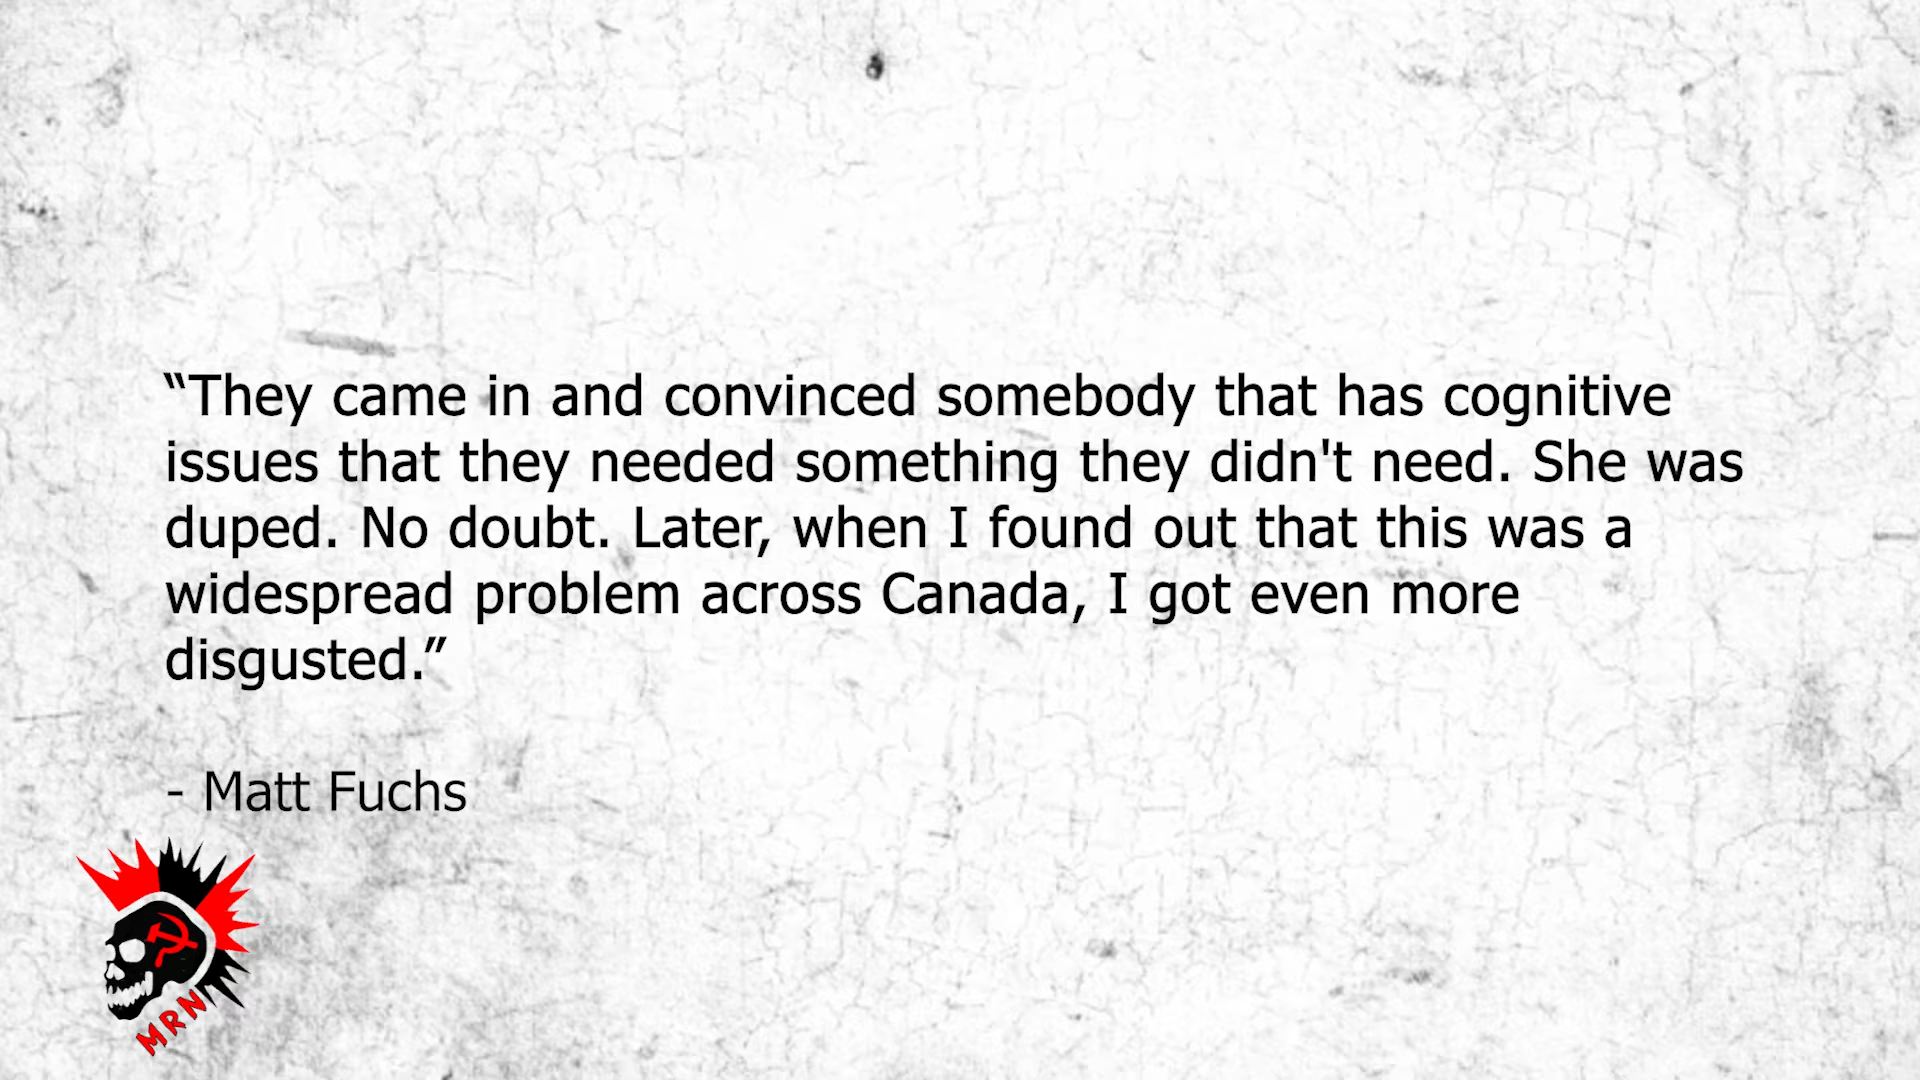 “They came in and convinced somebody that has cognitive
issues that they needed something they didn't need. She was
duped. No doubt. Later, when I found out that this was a
widespread problem across Canada, I got even more
disgusted.”
- Matt Fuchs
MRN